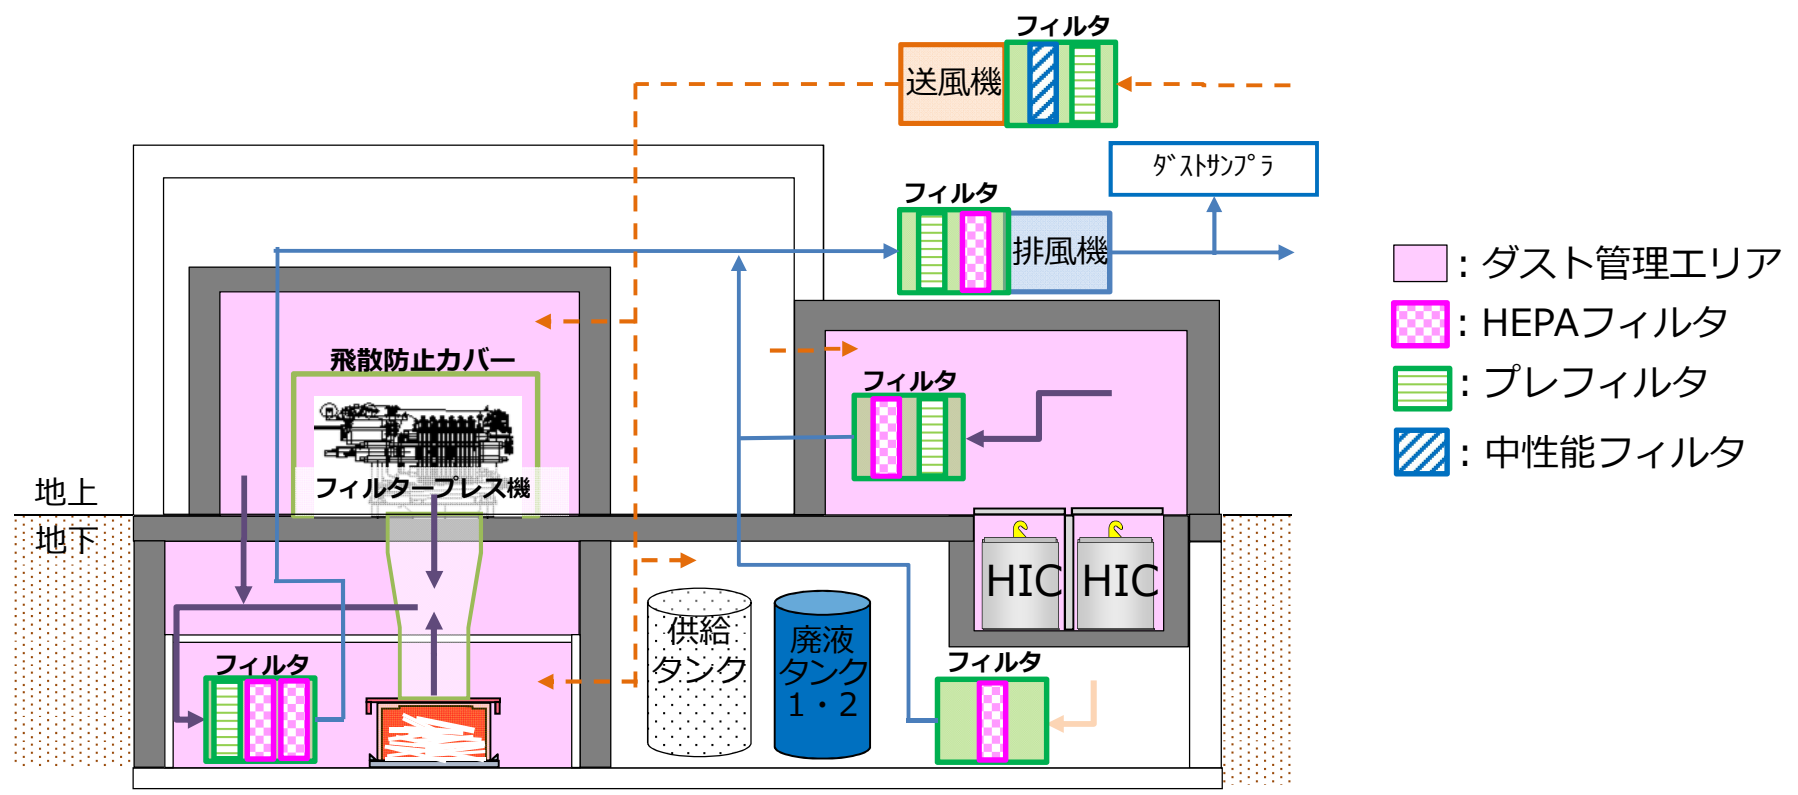 フィルタ
送風機
ﾀﾞｽﾄｻﾝﾌﾟﾗ
フィルタ
排風機
飛散防止カバー
フィルタープレス機
フィルタ
地上
地下
HIC
HIC
供給
タンク
廃液
タンク
1・2
フィルタ
フィルタ
：ダスト管理エリア
：HEPAフィルタ
：プレフィルタ
：中性能フィルタ